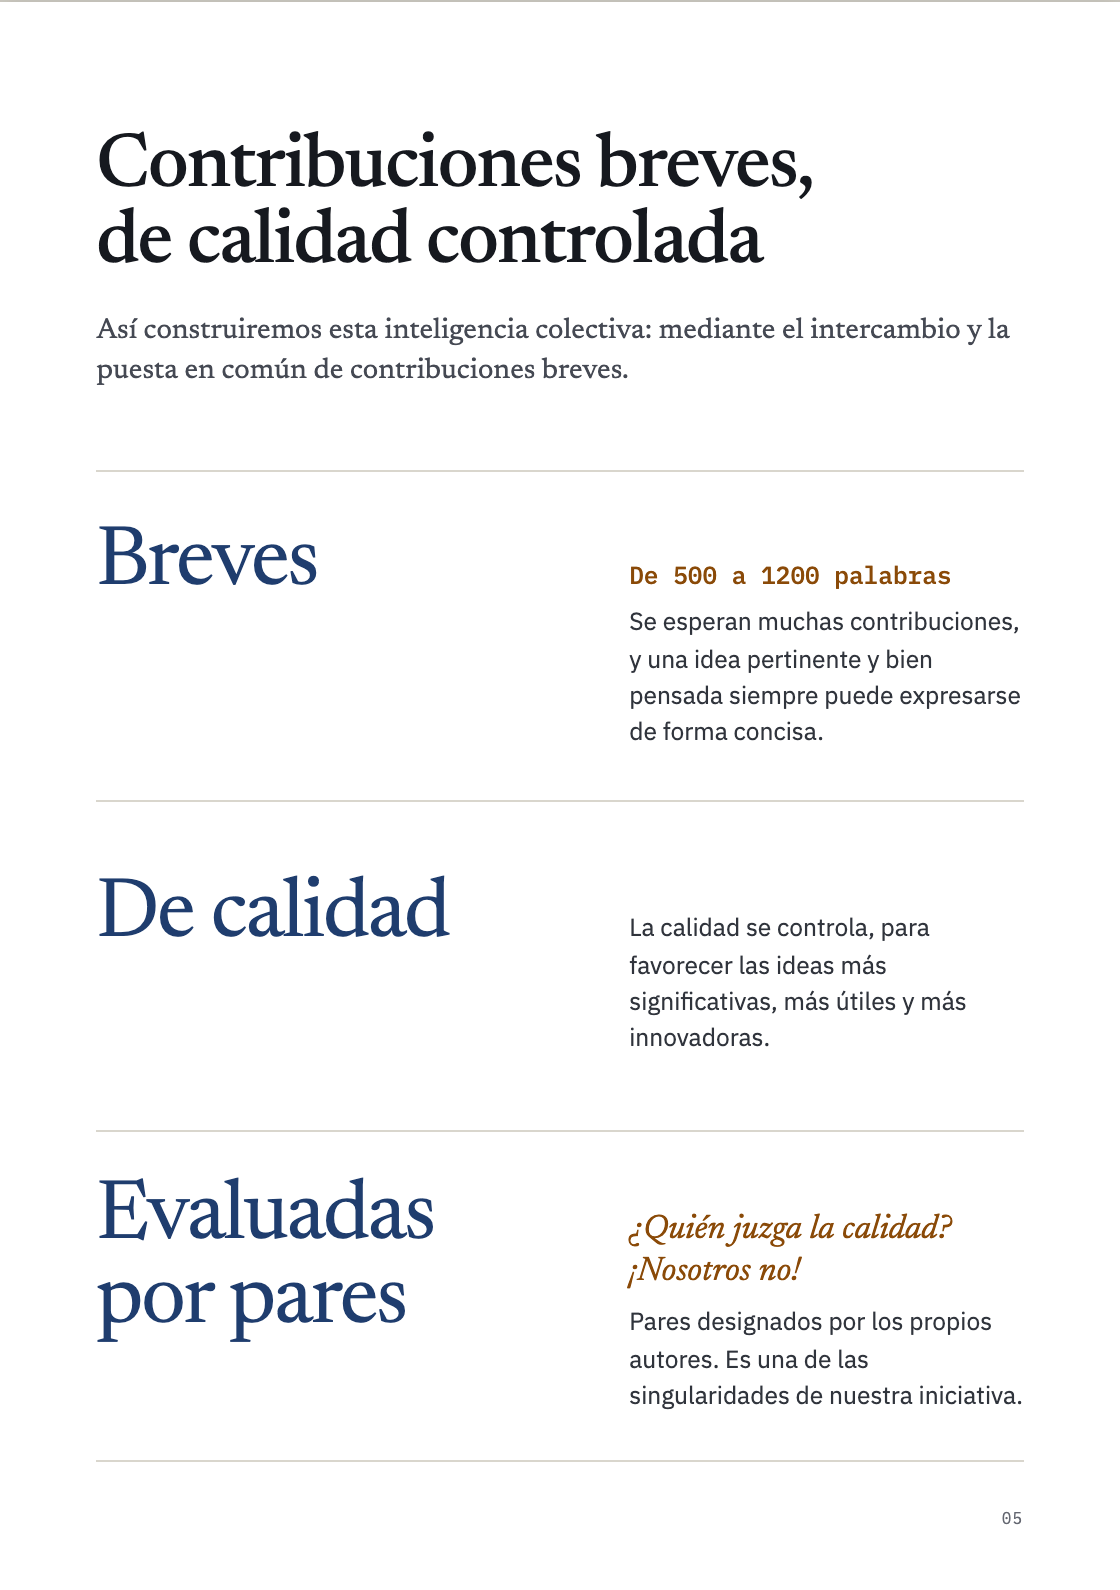 Contribuciones breves,
de calidad controlada
Así construiremos esta inteligencia colectiva: mediante el intercambio y la
puesta en común de contribuciones breves.
Breves
De 500 a 1200 palabras
Se esperan muchas contribuciones,
y una idea pertinente y bien
pensada siempre puede expresarse
de forma concisa.
De calidad
La calidad se controla, para
favorecer las ideas más
significativas, más útiles y más
innovadoras.
Evaluadas
por pares
¿Quién juzga la calidad?
¡Nosotros no!
Pares designados por los propios
autores. Es una de las
singularidades de nuestra iniciativa.
05